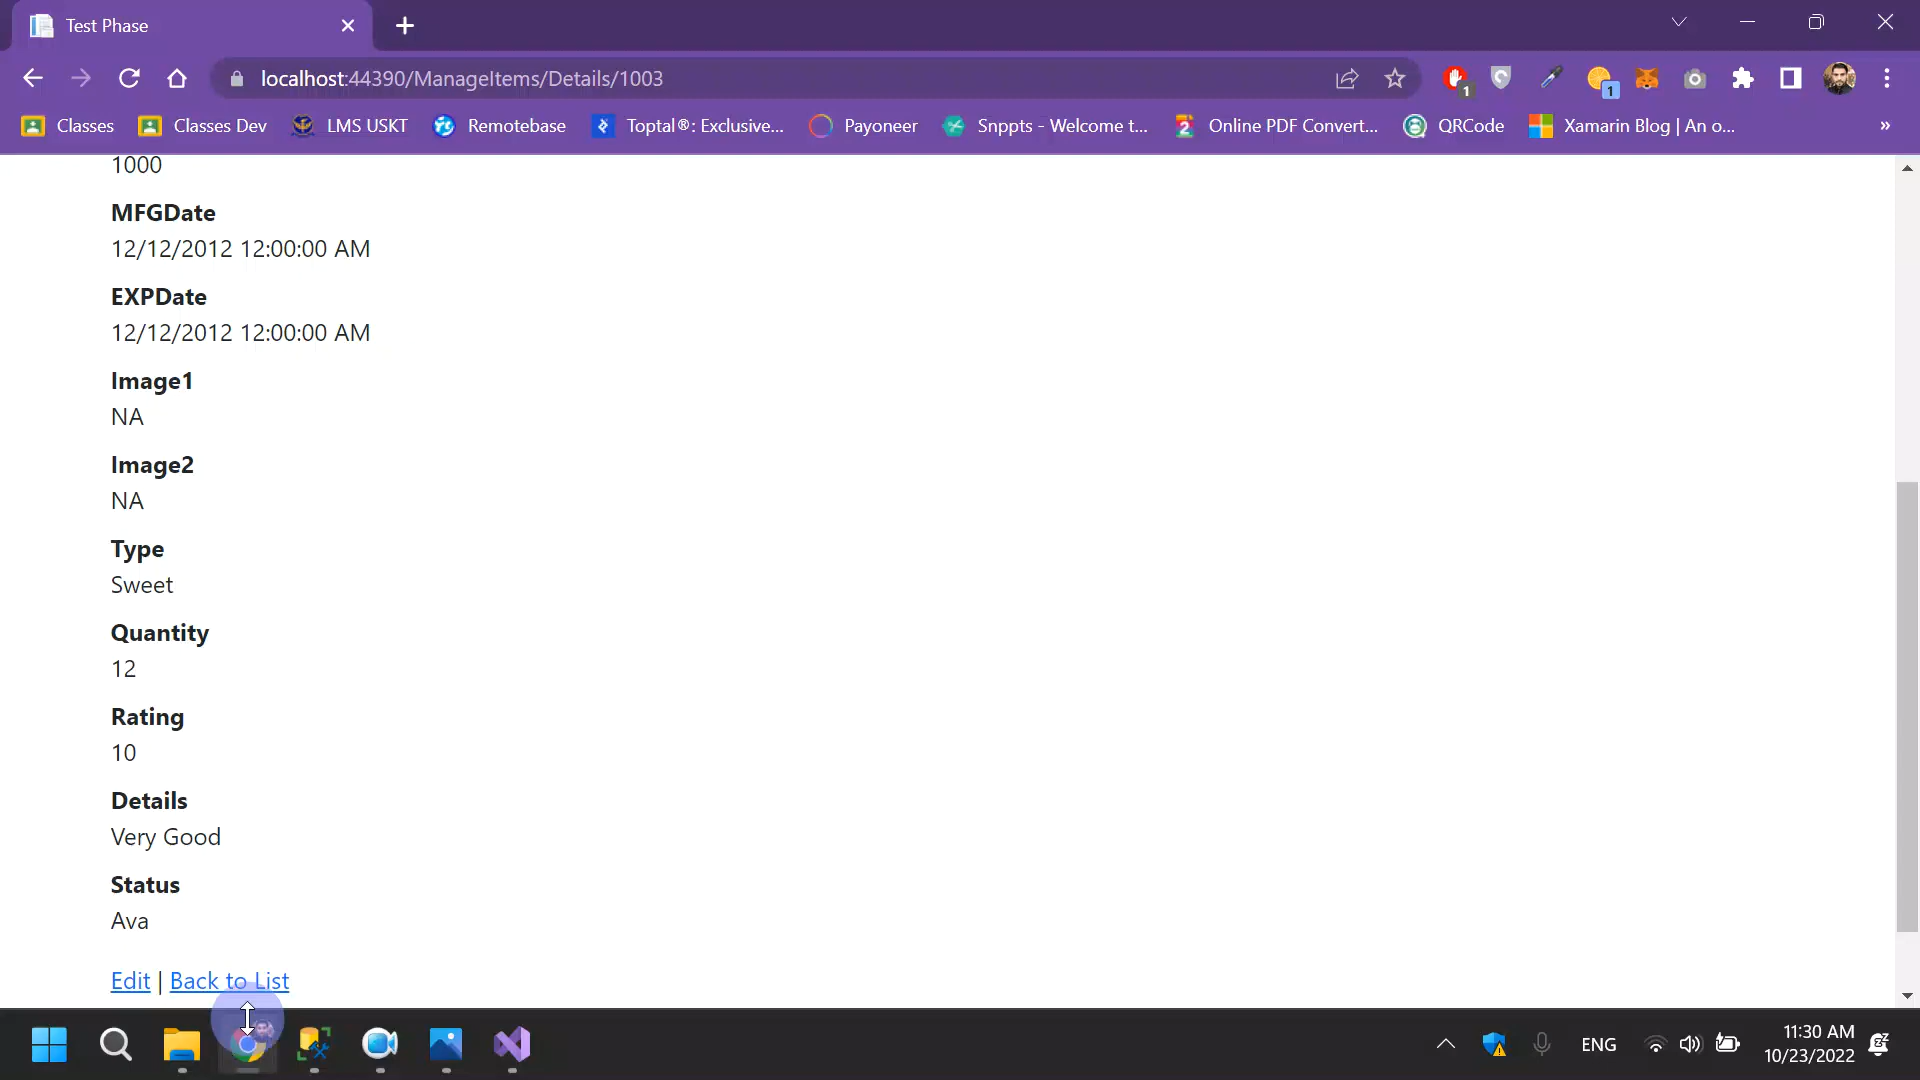 Test Phase
localhost:44390/ManageItems/Details/1003
1
1
Classes
Classes Dev
LMS USKT
Remotebase
Toptal®: Exclusive...
Payoneer
Snppts - Welcome t...
Online PDF Convert...
QRCode
Xamarin Blog | An o...
»
1000
MFGDate
12/12/2012 12:00:00 AM
EXPDate
12/12/2012 12:00:00 AM
Image1
NA
Image2
NA
Type
Sweet
Quantity
12
Rating
10
Details
Very Good
Status
Ava
Edit | Back to List
ENG
11:30 AM
10/23/2022